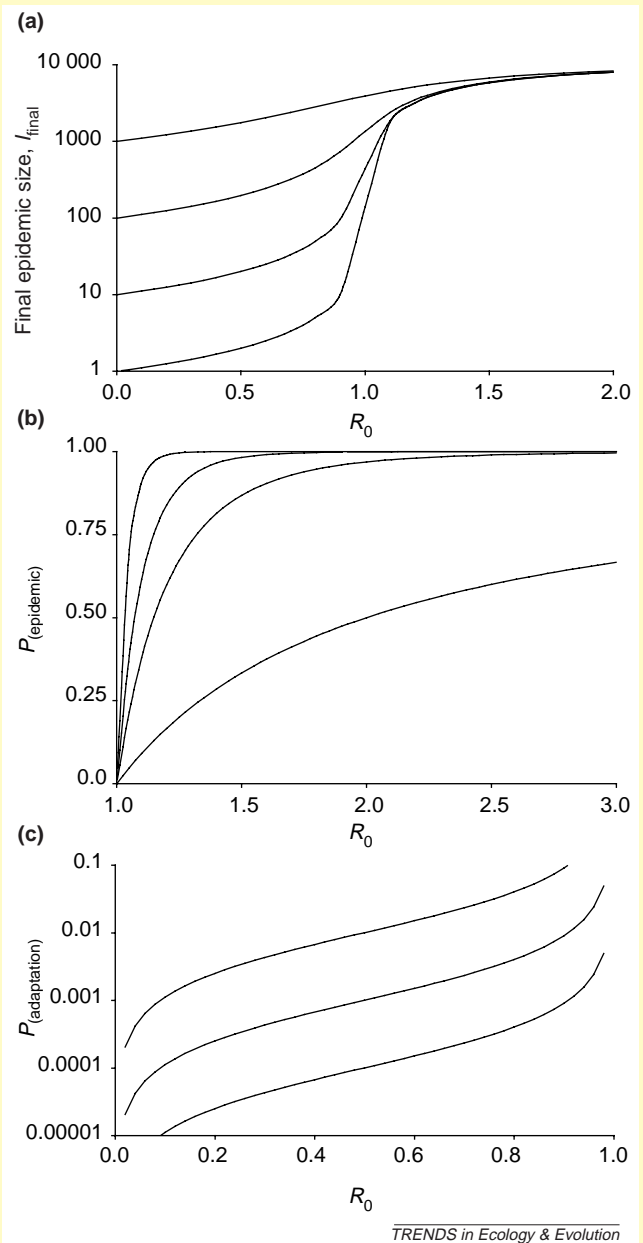 (a)
10 000
1000
100
10
1
Final epidemic size, I_final
0.0 0.5 1.0 1.5 2.0
R_0
(b)
1.00
0.75
0.50
0.25
0.0
P_(epidemic)
1.0 1.5 2.0 2.5 3.0
R_0
(c)
0.1
0.01
0.001
0.0001
0.00001
P_(adaptation)
0.0 0.2 0.4 0.6 0.8 1.0
R_0
TRENDS in Ecology & Evolution